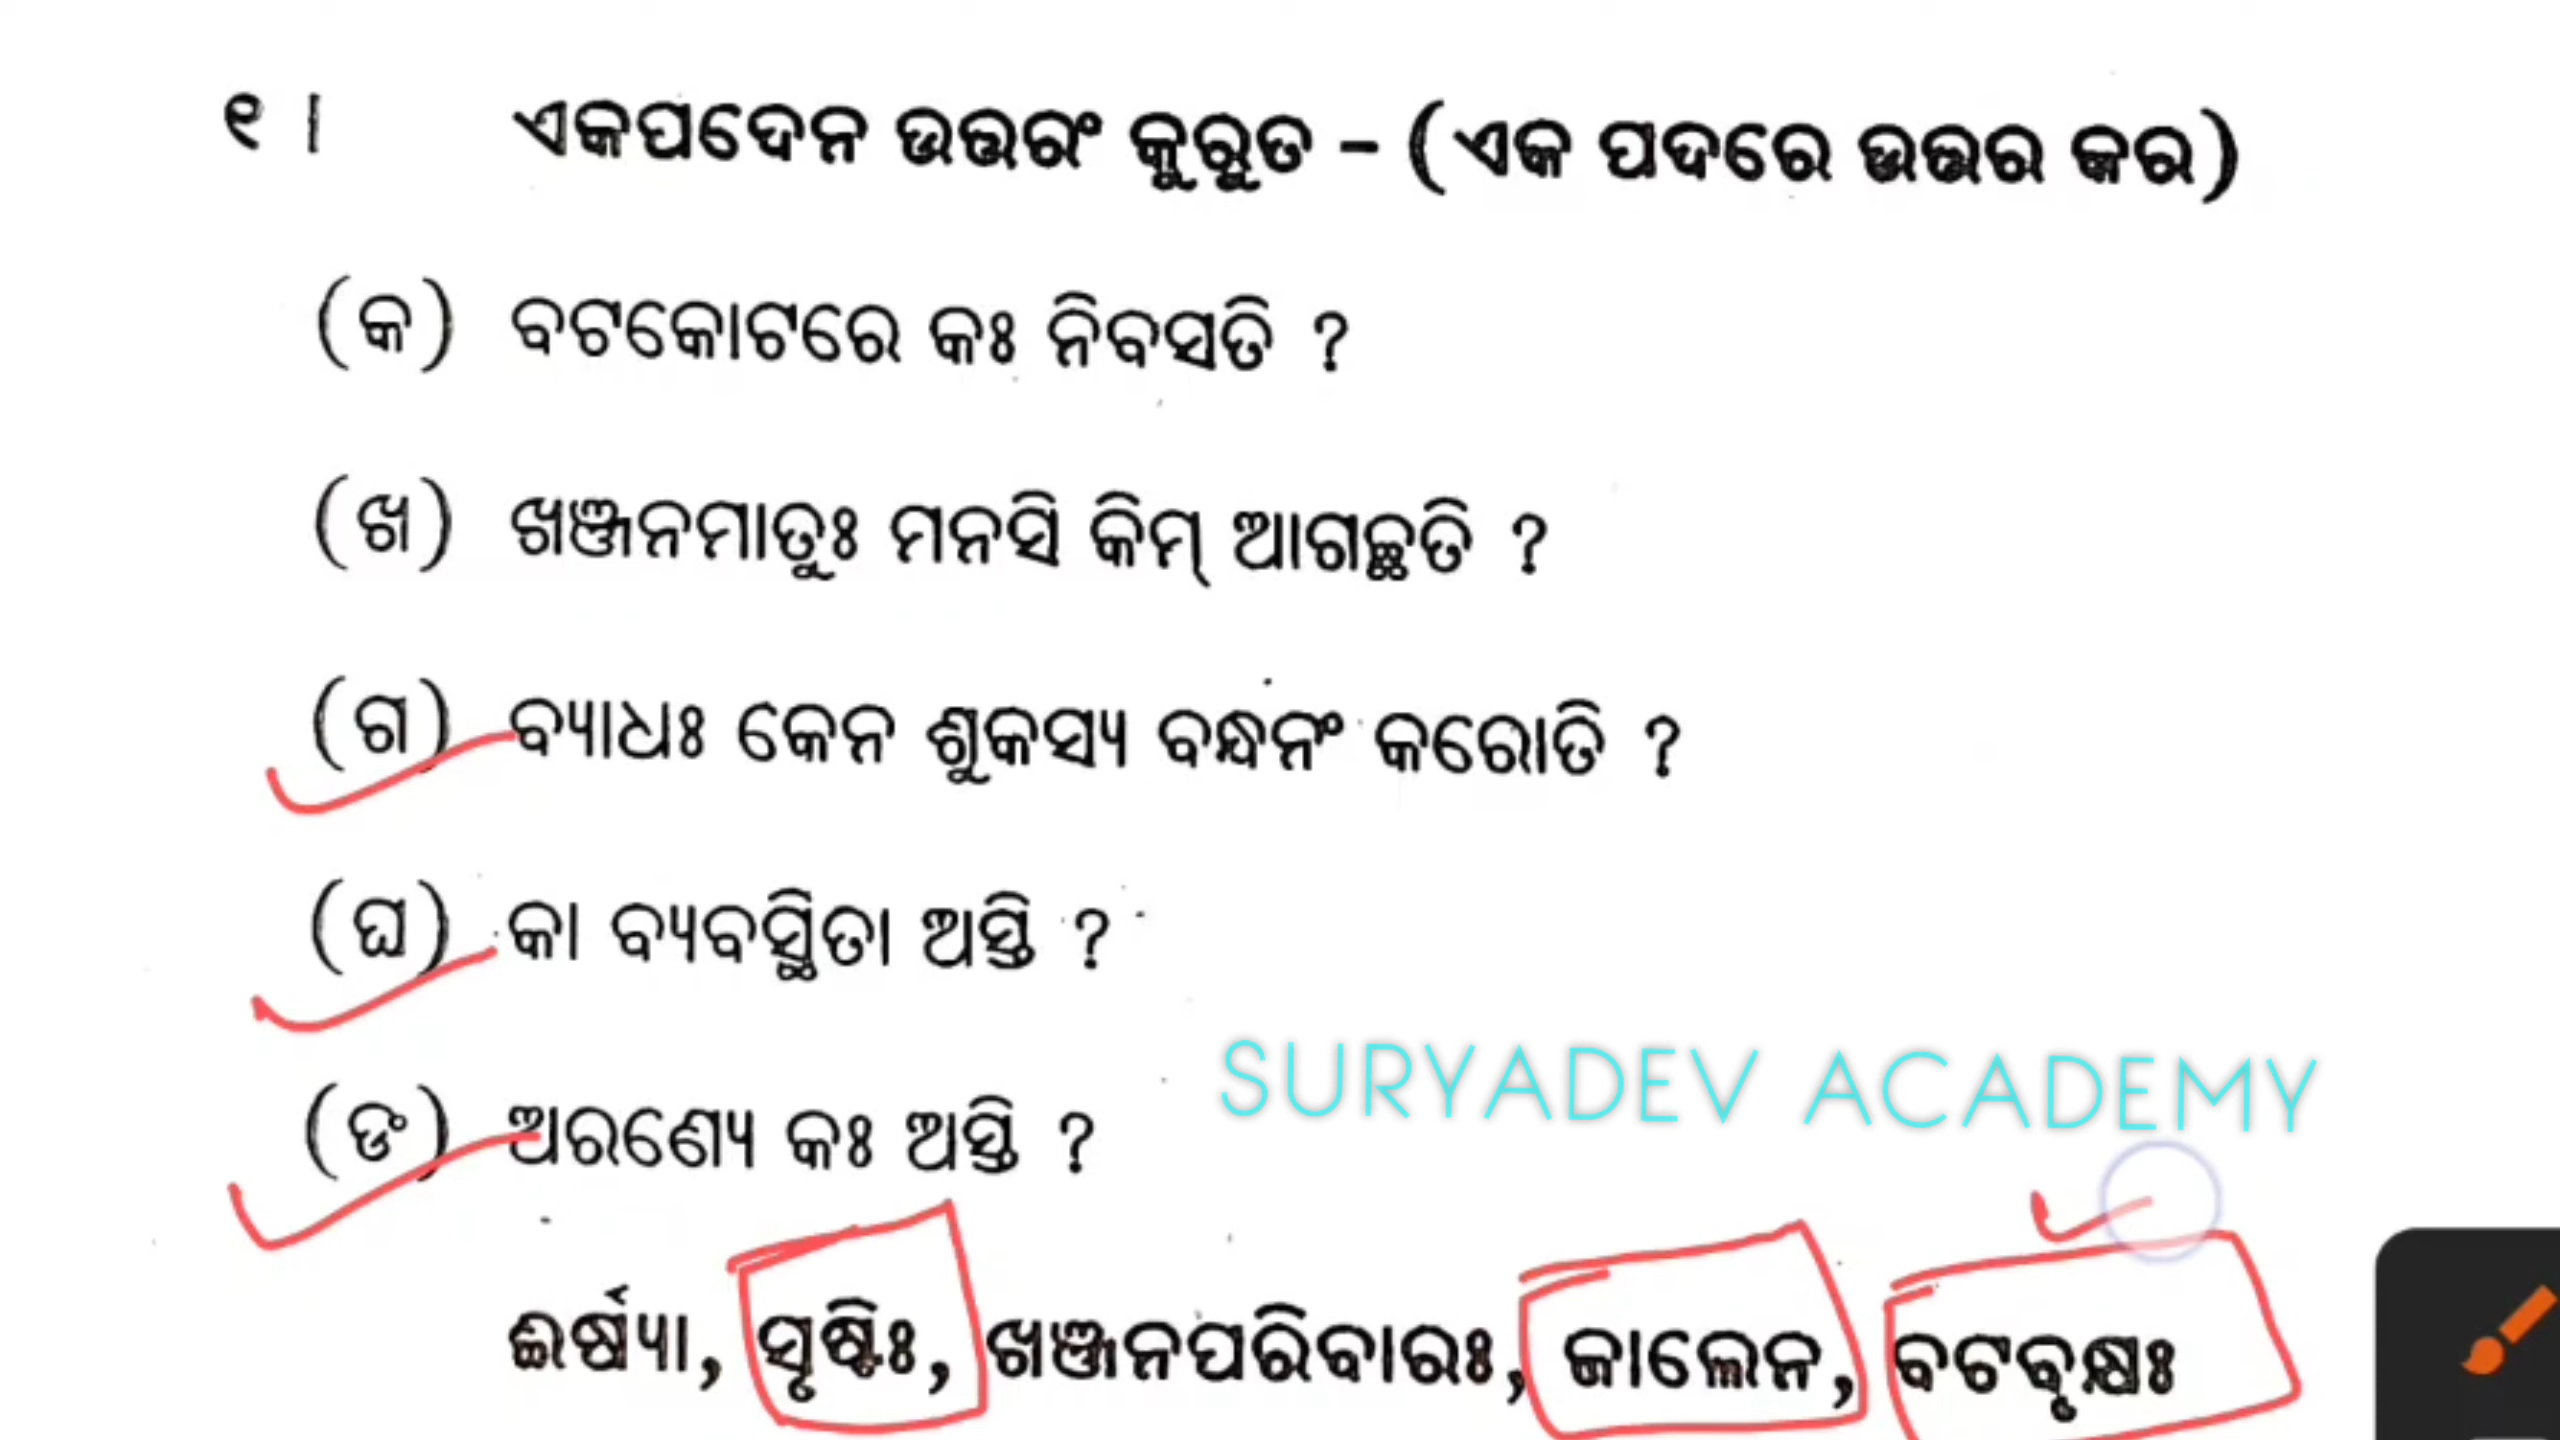 ୧ । ଏକପଦେନ ଉତ୍ତରଂ କୁରୁତ – (ଏକ ପଦରେ ଉତ୍ତର କର)
(କ) ବଟକୋଟରେ କଃ ନିବସତି ?
(ଖ) ଖଞ୍ଜନମାତୁଃ ମନସି କିମ୍ ଆଗଚ୍ଛତି ?
(ଗ) ବ୍ୟାଧଃ କେନ ଶୁକସ୍ୟ ବନ୍ଧନଂ କରୋତି ?
(ଘ) କା ବ୍ୟବସ୍ଥିତା ଅସ୍ତି ?
(ଙ) ଅରଣ୍ୟେ କଃ ଅସ୍ତି ?
SURYADEV ACADEMY
ଈର୍ଷ୍ୟା, ସୃଷ୍ଟିଃ, ଖଞ୍ଜନପରିବାରଃ, ଜାଲେନ, ବଟବୃକ୍ଷଃ